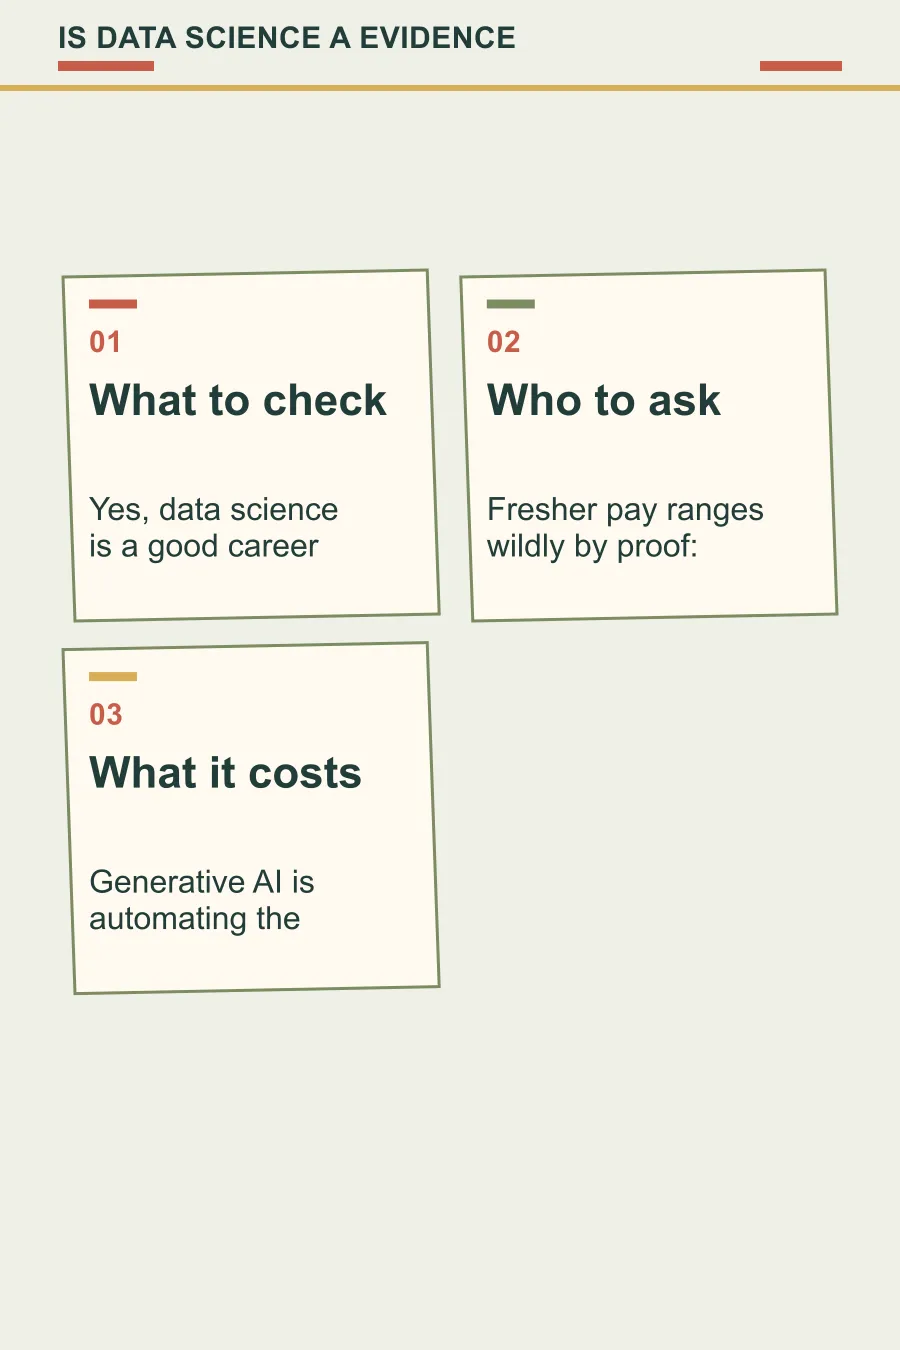 IS DATA SCIENCE A EVIDENCE
01
What to check
Yes, data science
is a good career
02
Who to ask
Fresher pay ranges
wildly by proof:
03
What it costs
Generative AI is
automating the